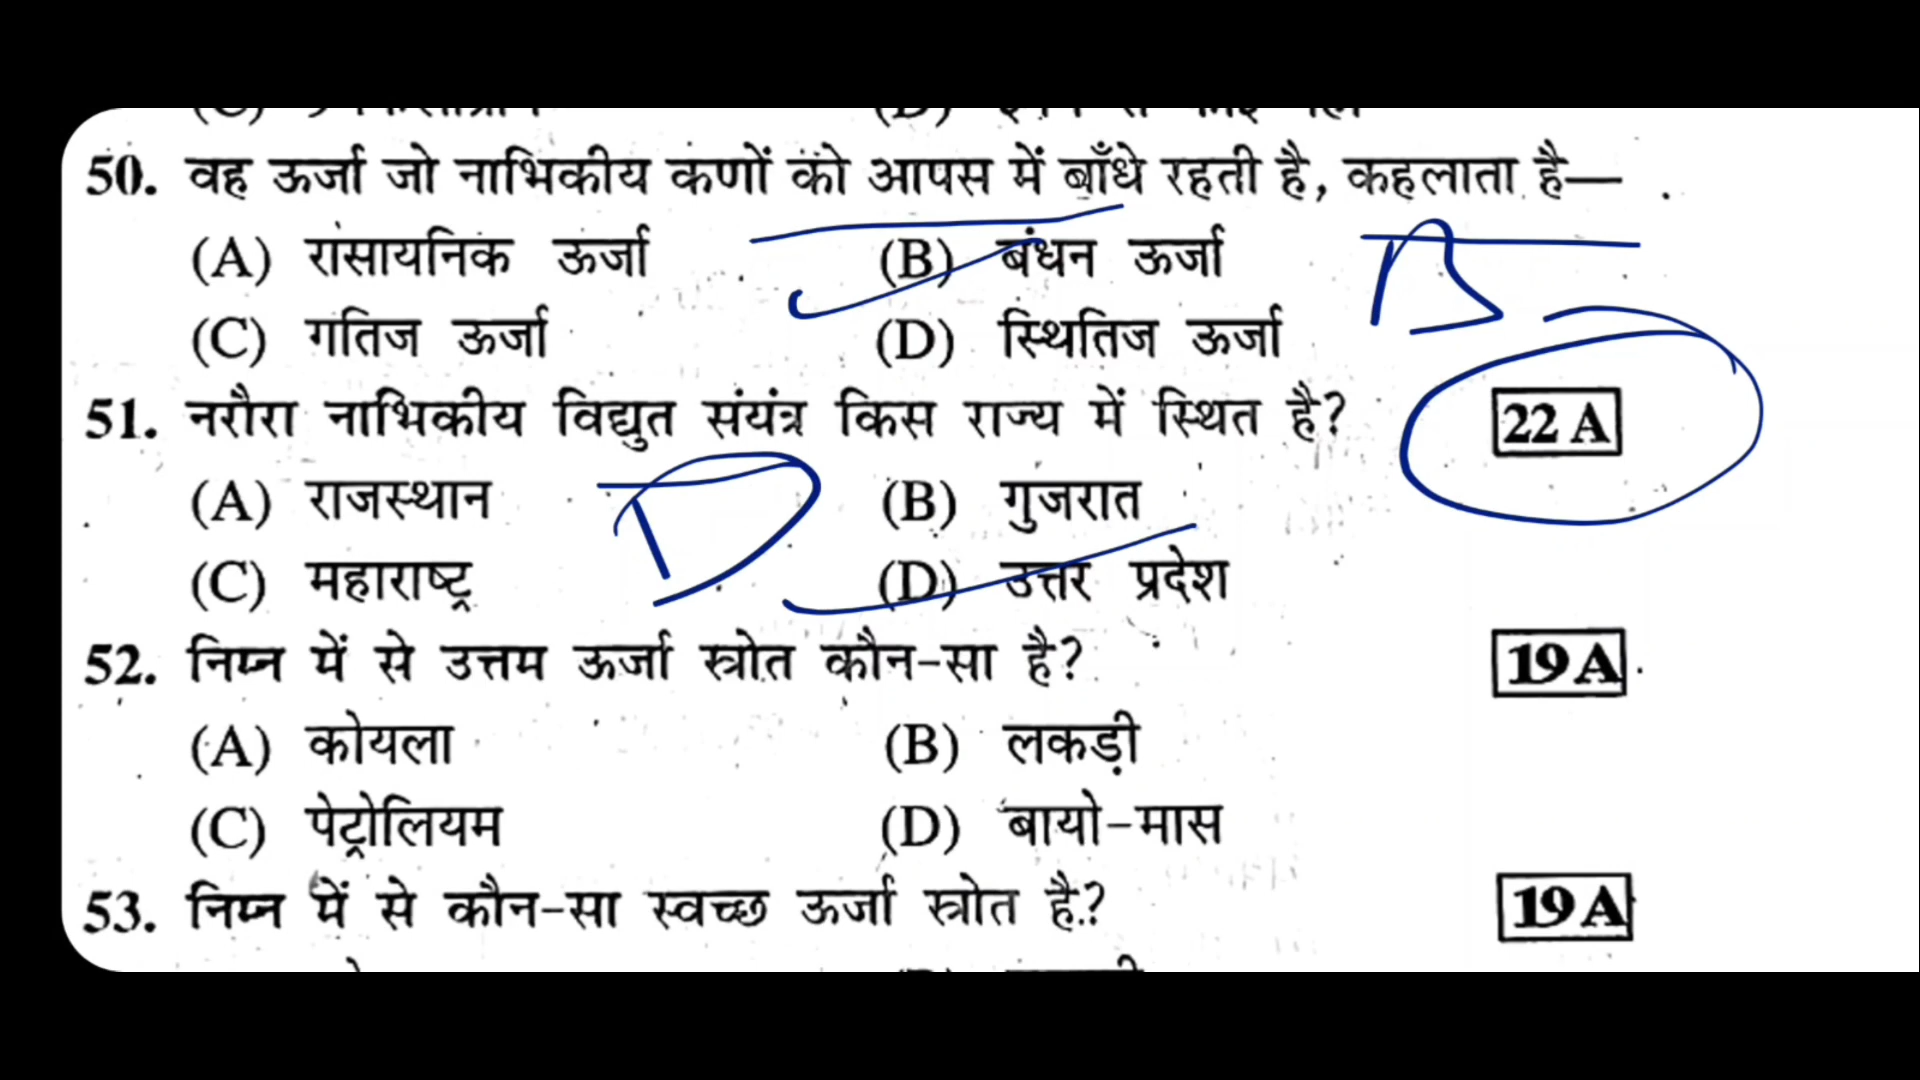 50. वह ऊर्जा जो नाभिकीय कणों को आपस में बाँधे रहती है, कहलाता है—
(A) रासायनिक ऊर्जा (B) बंधन ऊर्जा B
(C) गतिज ऊर्जा (D) स्थितिज ऊर्जा
51. नरौरा नाभिकीय विद्युत संयंत्र किस राज्य में स्थित है? 22 A
(A) राजस्थान D (B) गुजरात
(C) महाराष्ट्र (D) उत्तर प्रदेश
52. निम्न में से उत्तम ऊर्जा स्त्रोत कौन-सा है? 19 A
(A) कोयला (B) लकड़ी
(C) पेट्रोलियम (D) बायो-मास
53. निम्न में से कौन-सा स्वच्छ ऊर्जा स्त्रोत है? 19 A